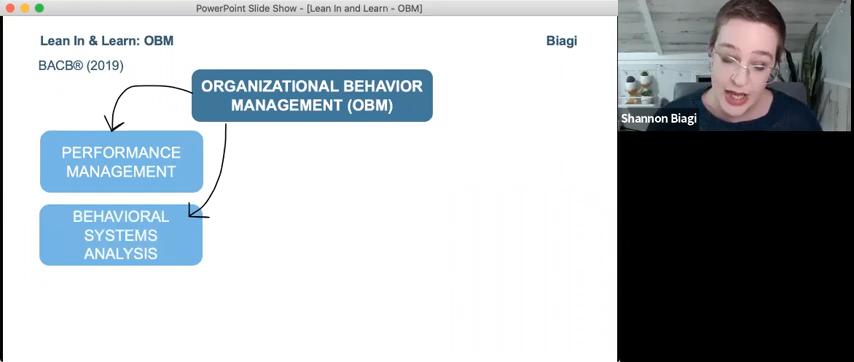 PowerPoint Slide Show - [Lean In and Learn - OBM]
Lean In & Learn: OBM
Biagi
BACB® (2019)
ORGANIZATIONAL BEHAVIOR
MANAGEMENT (OBM)
PERFORMANCE
MANAGEMENT
BEHAVIORAL
SYSTEMS
ANALYSIS
Shannon Biagi